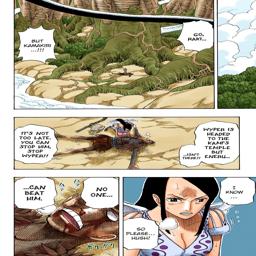 GO,
RAKI...
BUT
KAMAKIRI
...!!!
WYPER IS
HEADED
TO THE
KAMI'S
TEMPLE
BUT
ENERU...
...ISN'T
THERE!!
IT'S NOT
TOO LATE,
YOU CAN
STOP HIM,
STOP
WYPER!!
I
KNOW
...
SO
PLEASE...
HUSH!
NO
ONE...
...CAN
BEAT
HIM,